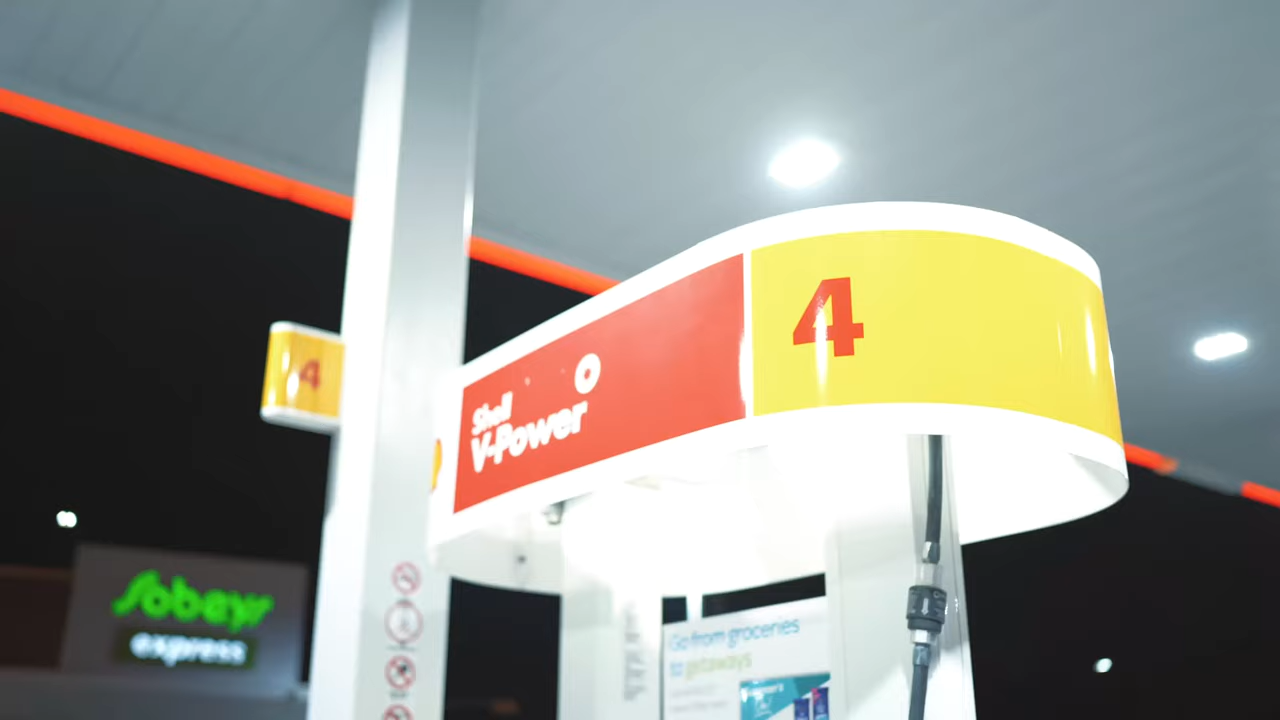 4
4
Shell
V-Power
Sobeys
express
Go from groceries
to getaways